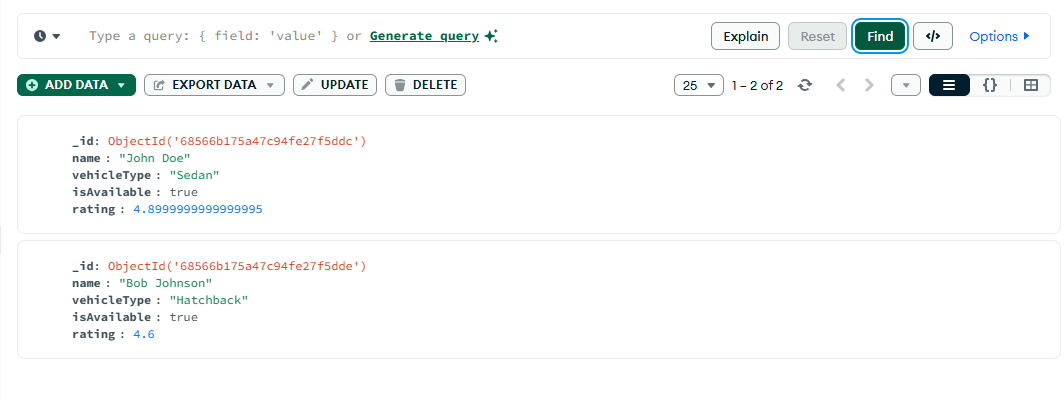 Type a query: { field: 'value' } or Generate query
Explain Reset Find </> Options
ADD DATA EXPORT DATA UPDATE DELETE 25 1 – 2 of 2 {}
_id: ObjectId('68566b175a47c94fe27f5ddc')
name : "John Doe"
vehicleType : "Sedan"
isAvailable : true
rating : 4.8999999999999995
_id: ObjectId('68566b175a47c94fe27f5dde')
name : "Bob Johnson"
vehicleType : "Hatchback"
isAvailable : true
rating : 4.6